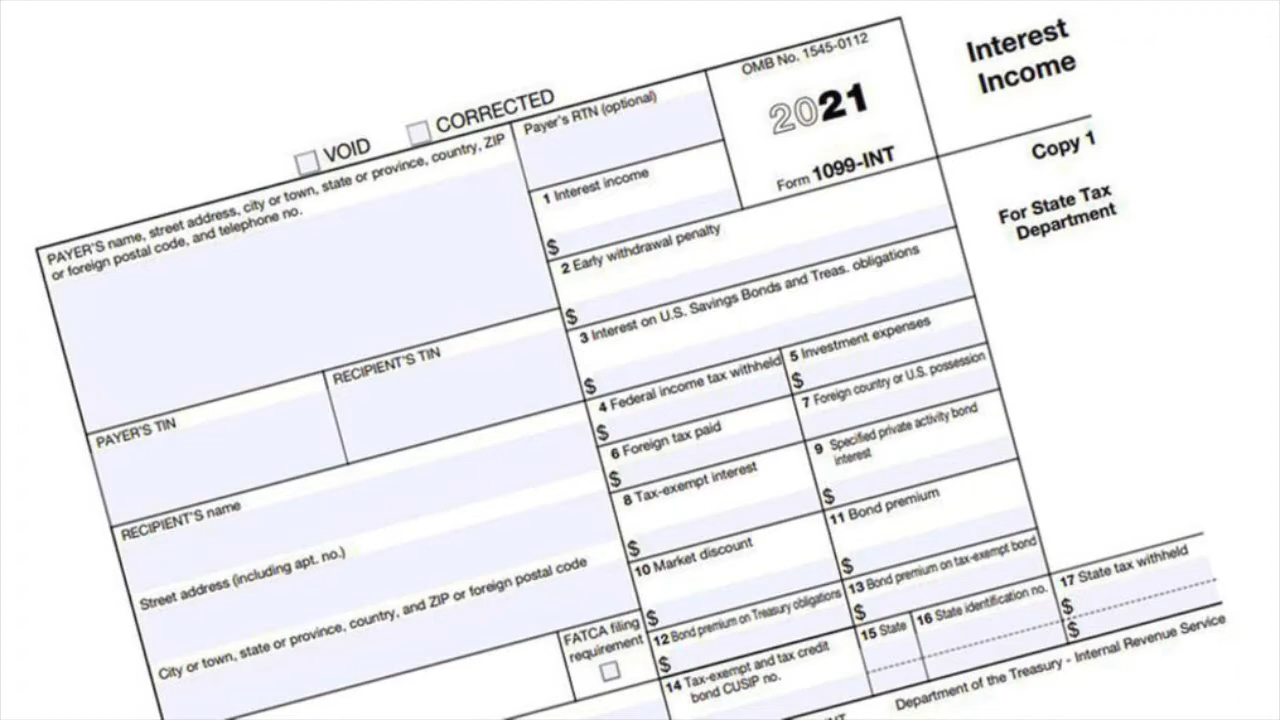 VOID
CORRECTED
PAYER'S name, street address, city or town, state or province, country, ZIP
or foreign postal code, and telephone no.
Payer's RTN (optional)
OMB No. 1545-0112
2021
Form 1099-INT
Interest
Income
1 Interest income
$
2 Early withdrawal penalty
$
Copy 1
For State Tax
Department
PAYER'S TIN
RECIPIENT'S TIN
3 Interest on U.S. Savings Bonds and Treas. obligations
$
4 Federal income tax withheld
$
5 Investment expenses
$
6 Foreign tax paid
$
7 Foreign country or U.S. possession
RECIPIENT'S name
8 Tax-exempt interest
$
9 Specified private activity bond
interest
$
Street address (including apt. no.)
10 Market discount
$
11 Bond premium
$
City or town, state or province, country, and ZIP or foreign postal code
FATCA filing
requirement
12 Bond premium on Treasury obligations
$
13 Bond premium on tax-exempt bond
$
14 Tax-exempt and tax credit
bond CUSIP no.
15 State
16 State identification no.
17 State tax withheld
$
$
Department of the Treasury - Internal Revenue Service